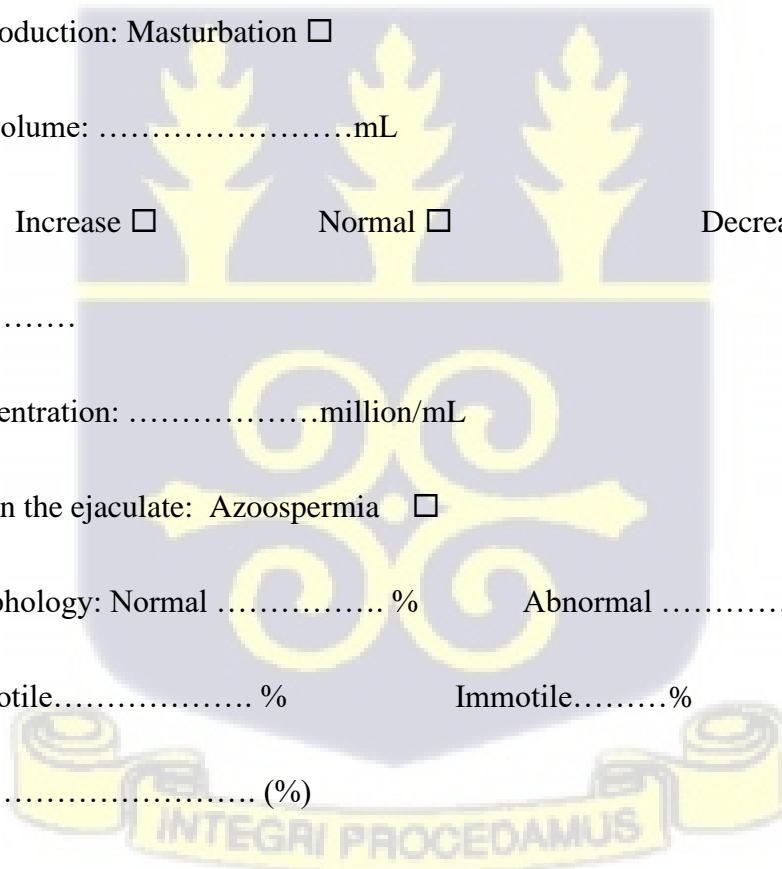 oduction: Masturbation ☐
volume: ……………………mL
Increase ☐ Normal ☐ Decrea
…….
entration: ………………million/mL
n the ejaculate: Azoospermia ☐
phology: Normal ……………. % Abnormal …………
otile………………. % Immotile………%
……………………. (%)
INTEGRI PROCEDAMUS